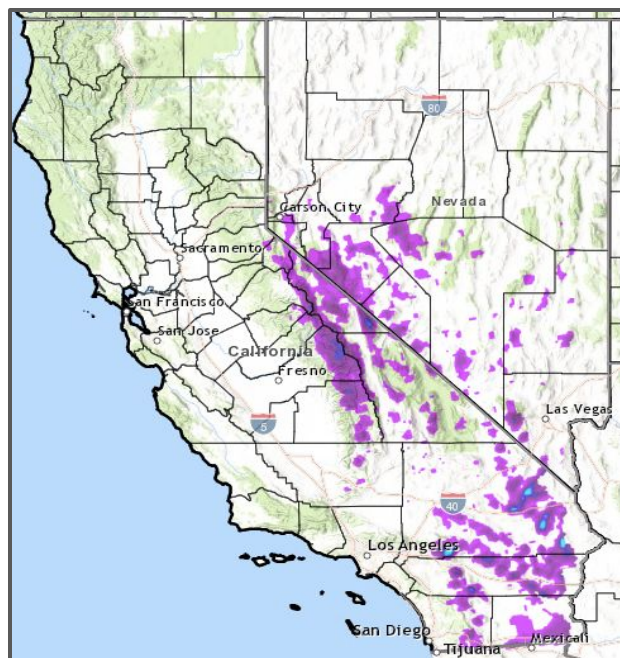 80
Nevada
Carson City
Sacramento
San Francisco
San Jose
California
Fresno
Las Vegas
5
40
Los Angeles
San Diego
Mexicali
Tijuana